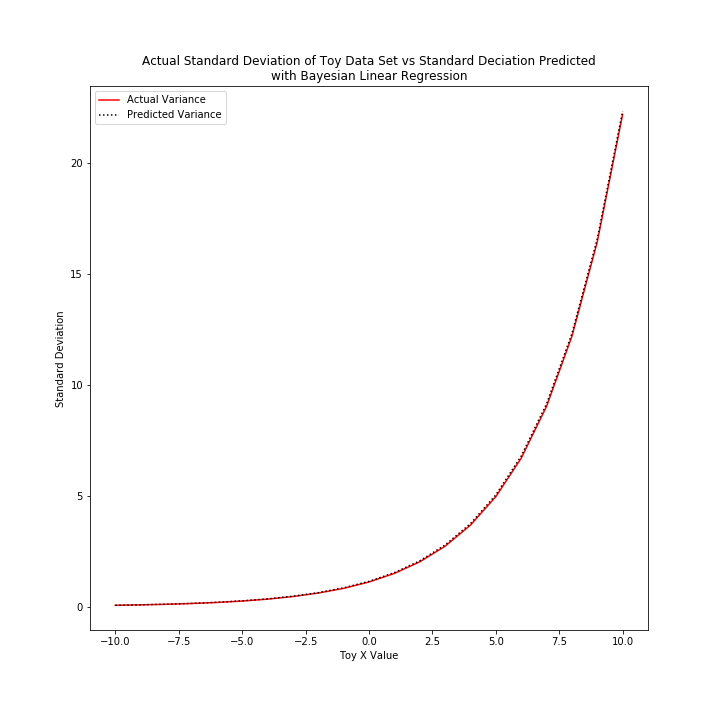 Actual Standard Deviation of Toy Data Set vs Standard Deciation Predicted
with Bayesian Linear Regression
Actual Variance
Predicted Variance
Standard Deviation
20
15
10
5
0
−10.0 −7.5 −5.0 −2.5 0.0 2.5 5.0 7.5 10.0
Toy X Value